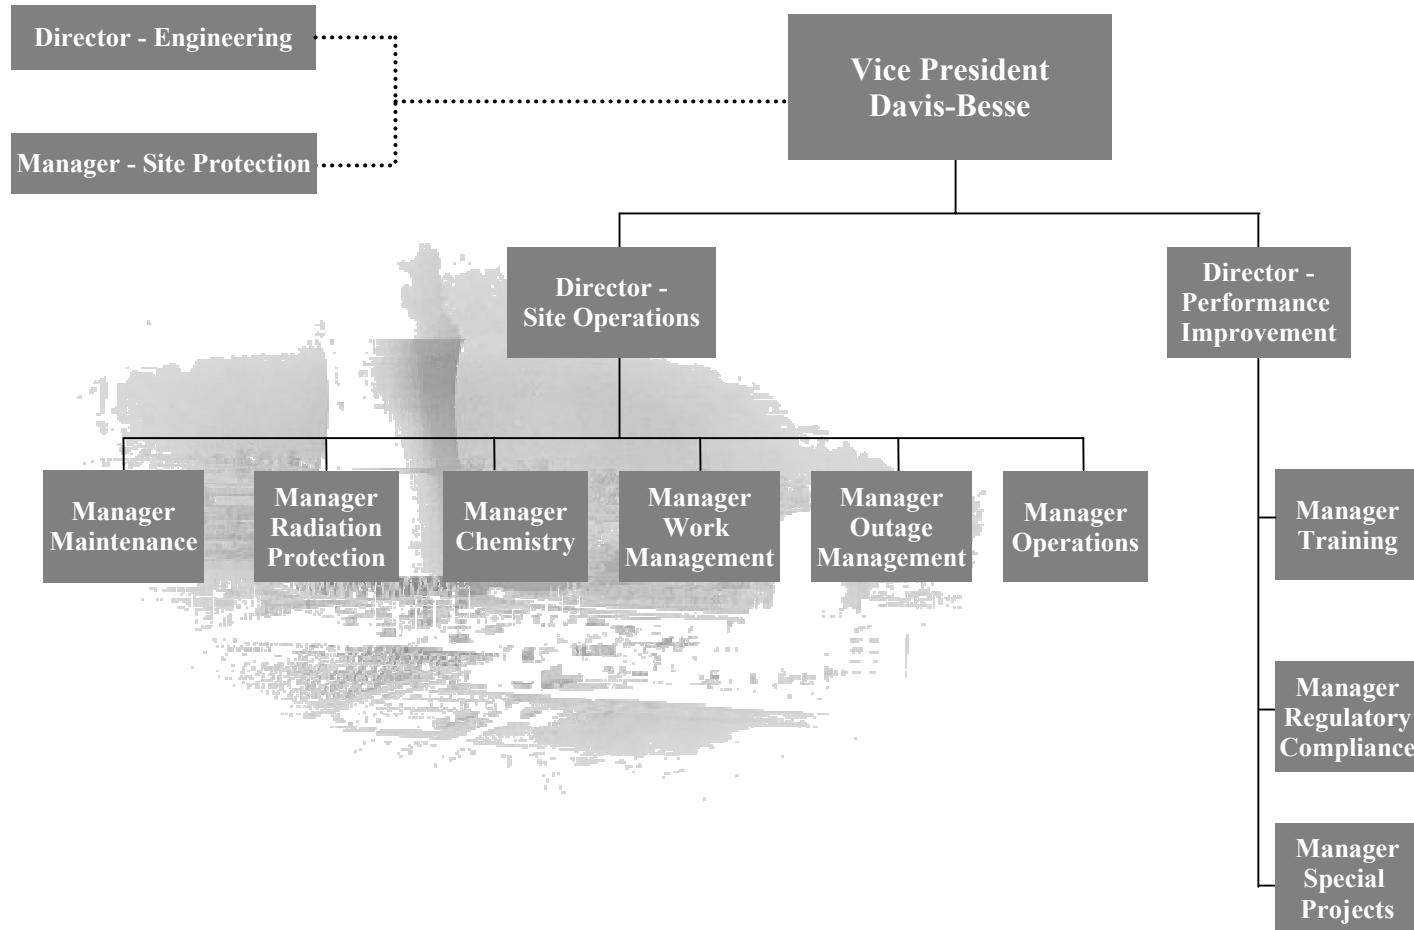 Director - Engineering
Vice President
Davis-Besse
Manager - Site Protection
Director -
Site Operations
Director -
Performance
Improvement
Manager
Maintenance
Manager
Radiation
Protection
Manager
Chemistry
Manager
Work
Management
Manager
Outage
Management
Manager
Operations
Manager
Training
Manager
Regulatory
Compliance
Manager
Special
Projects